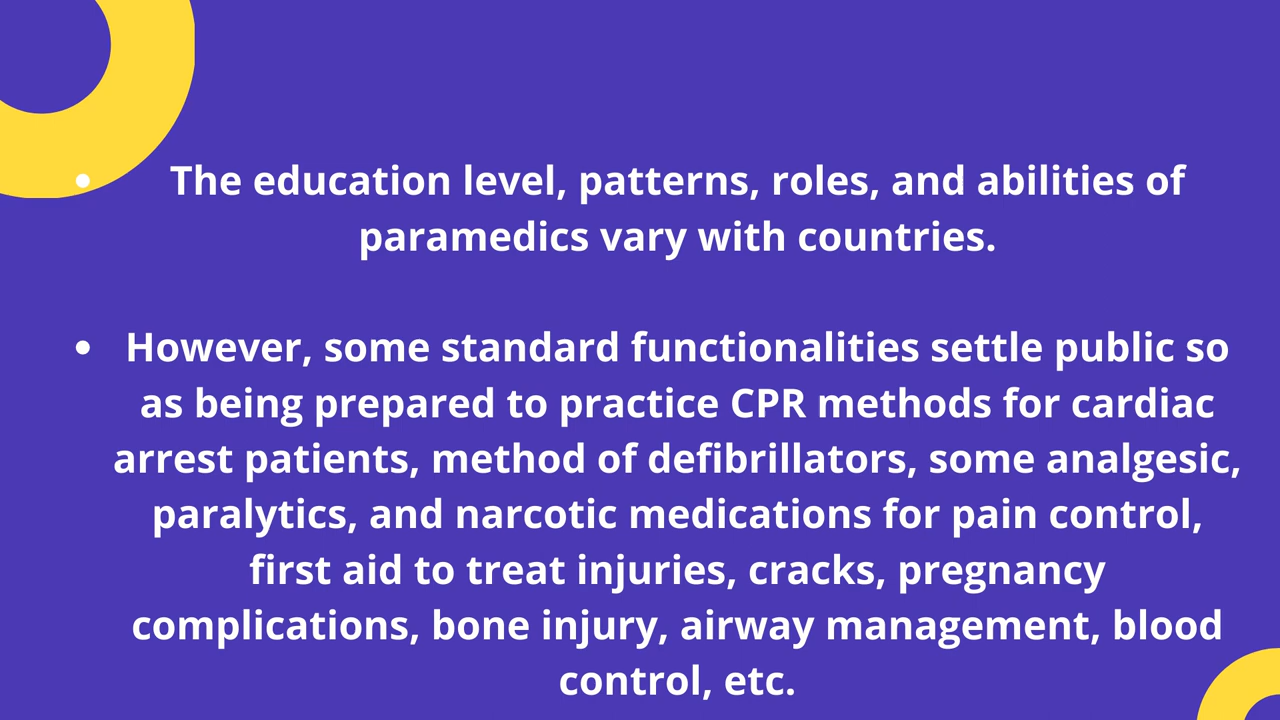 • The education level, patterns, roles, and abilities of
paramedics vary with countries.
• However, some standard functionalities settle public so
as being prepared to practice CPR methods for cardiac
arrest patients, method of defibrillators, some analgesic,
paralytics, and narcotic medications for pain control,
first aid to treat injuries, cracks, pregnancy
complications, bone injury, airway management, blood
control, etc.